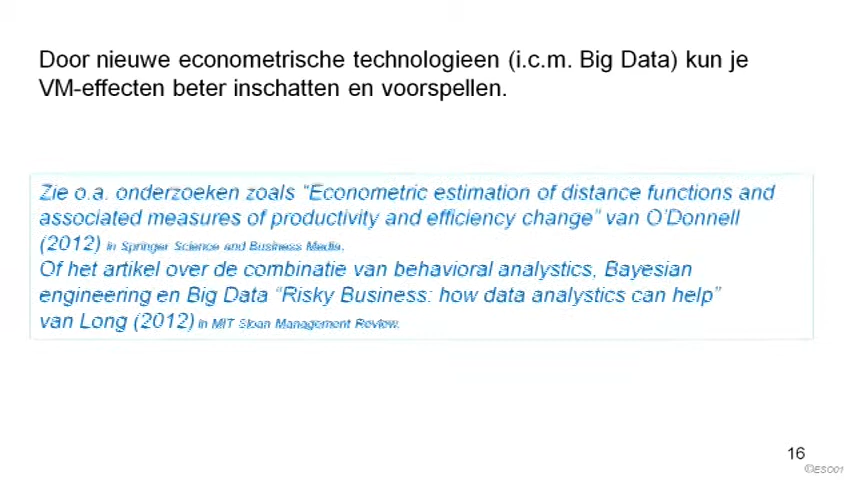 Door nieuwe econometrische technologieen (i.c.m. Big Data) kun je
VM-effecten beter inschatten en voorspellen.
Zie o.a. onderzoeken zoals "Econometric estimation of distance functions and
associated measures of productivity and efficiency change" van O'Donnell
(2012) in Springer Science and Business Media.
Of het artikel over de combinatie van behavioral analystics, Bayesian
engineering en Big Data "Risky Business: how data analystics can help"
van Long (2012) in MIT Sloan Management Review.
16
©ESO01